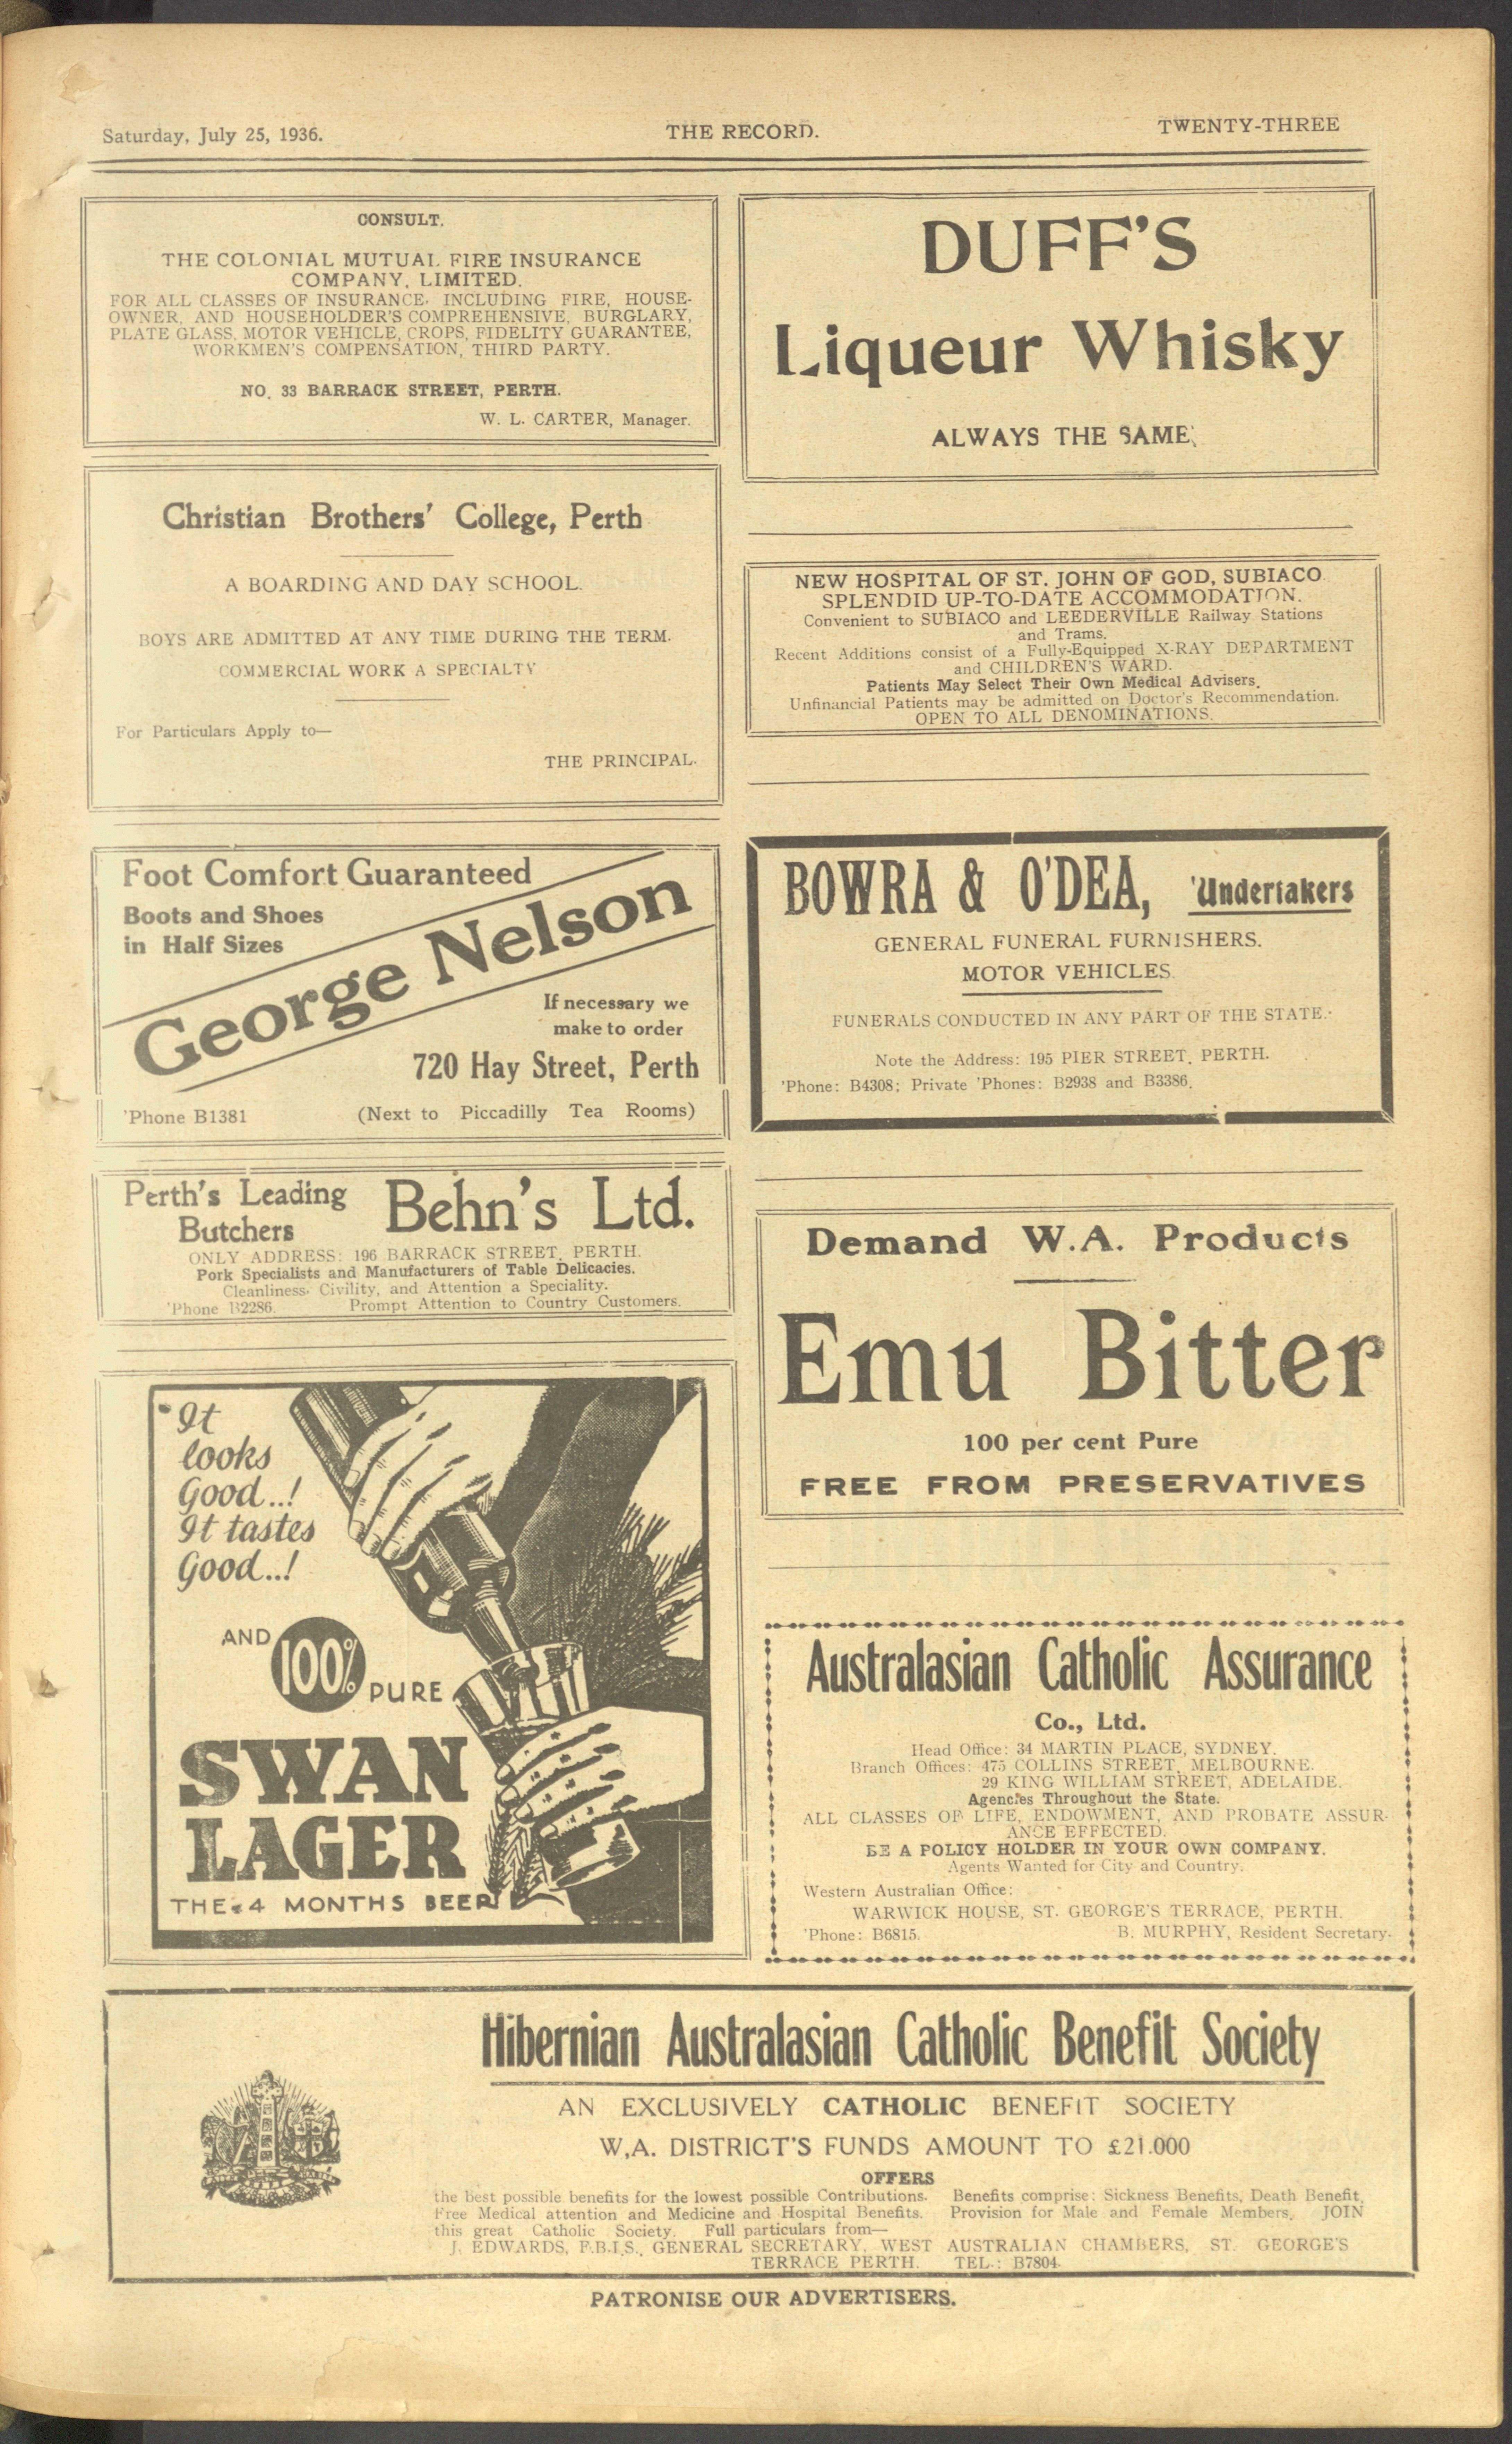 Saturday, July 25, 1936.
THE RECORD.
TWENTY-THREE
CONSULT.
THE COLONIAL MUTUAL FIRE INSURANCE
COMPANY, LIMITED.
FOR ALL CLASSES OF INSURANCE, INCLUDING FIRE, HOUSE-
OWNER, AND HOUSEHOLDER'S COMPREHENSIVE, BURGLARY,
PLATE GLASS, MOTOR VEHICLE, CROPS, FIDELITY GUARANTEE,
WORKMEN'S COMPENSATION, THIRD PARTY.
NO. 33 BARRACK STREET, PERTH.
W. L. CARTER, Manager.
Christian Brothers' College, Perth
A BOARDING AND DAY SCHOOL.
BOYS ARE ADMITTED AT ANY TIME DURING THE TERM.
COMMERCIAL WORK A SPECIALTY
For Particulars Apply to—
THE PRINCIPAL.
Foot Comfort Guaranteed
Boots and Shoes
in Half Sizes
George Nelson
If necessary we
make to order
720 Hay Street, Perth
'Phone B1381 (Next to Piccadilly Tea Rooms)
Perth's Leading
Butchers
Behn's Ltd.
ONLY ADDRESS: 196 BARRACK STREET, PERTH.
Pork Specialists and Manufacturers of Table Delicacies.
Cleanliness, Civility, and Attention a Speciality.
'Phone B2286. Prompt Attention to Country Customers.
It
looks
Good..!
It tastes
Good..!
AND 100% PURE
SWAN
LAGER
THE 4 MONTHS BEER
DUFF'S
Liqueur Whisky
ALWAYS THE SAME.
NEW HOSPITAL OF ST. JOHN OF GOD, SUBIACO.
SPLENDID UP-TO-DATE ACCOMMODATION.
Convenient to SUBIACO and LEEDERVILLE Railway Stations
and Trams.
Recent Additions consist of a Fully-Equipped X-RAY DEPARTMENT
and CHILDREN'S WARD.
Patients May Select Their Own Medical Advisers.
Unfinancial Patients may be admitted on Doctor's Recommendation.
OPEN TO ALL DENOMINATIONS.
BOWRA & O'DEA, 'Undertakers
GENERAL FUNERAL FURNISHERS.
MOTOR VEHICLES.
FUNERALS CONDUCTED IN ANY PART OF THE STATE.
Note the Address: 195 PIER STREET, PERTH.
'Phone: B4308; Private 'Phones: B2938 and B3386.
Demand W.A. Products
Emu Bitter
100 per cent Pure
FREE FROM PRESERVATIVES
Australasian Catholic Assurance
Co., Ltd.
Head Office: 34 MARTIN PLACE, SYDNEY.
Branch Offices: 475 COLLINS STREET, MELBOURNE.
29 KING WILLIAM STREET, ADELAIDE.
Agencies Throughout the State.
ALL CLASSES OF LIFE, ENDOWMENT, AND PROBATE ASSUR-
ANCE EFFECTED.
BE A POLICY HOLDER IN YOUR OWN COMPANY.
Agents Wanted for City and Country.
Western Australian Office:
WARWICK HOUSE, ST. GEORGE'S TERRACE, PERTH.
'Phone: B6815. B. MURPHY, Resident Secretary.
Hibernian Australasian Catholic Benefit Society
AN EXCLUSIVELY CATHOLIC BENEFIT SOCIETY
W.A. DISTRICT'S FUNDS AMOUNT TO £21.000
OFFERS
the best possible benefits for the lowest possible Contributions. Benefits comprise: Sickness Benefits, Death Benefit,
Free Medical attention and Medicine and Hospital Benefits. Provision for Male and Female Members. JOIN
this great Catholic Society. Full particulars from—
J. EDWARDS, F.B.I.S., GENERAL SECRETARY, WEST AUSTRALIAN CHAMBERS, ST. GEORGE'S
TERRACE PERTH. TEL.: B7804.
PATRONISE OUR ADVERTISERS.